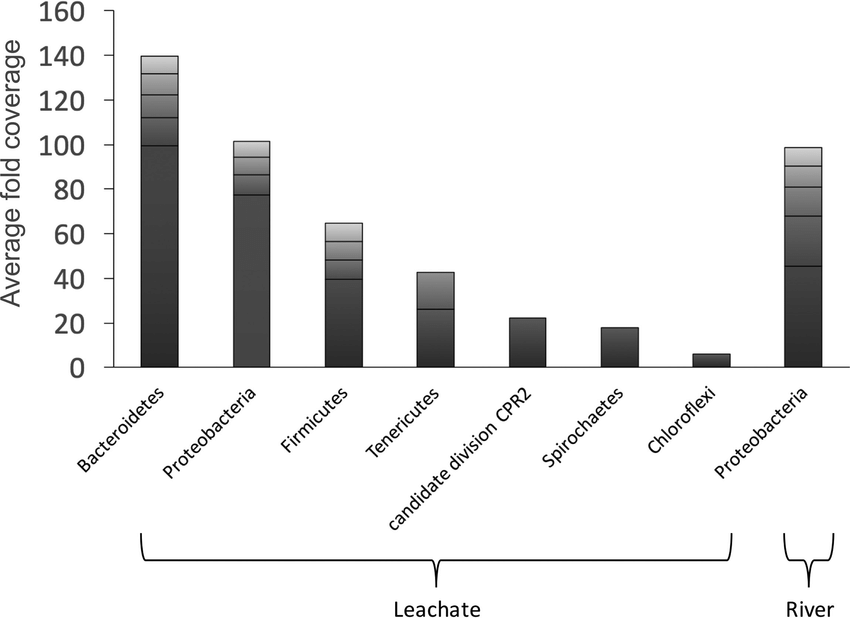 Average fold coverage
160
140
120
100
80
60
40
20
0
Bacteroidetes
Proteobacteria
Firmicutes
Tenericutes
candidate division CPR2
Spirochaetes
Chloroflexi
Proteobacteria
Leachate
River